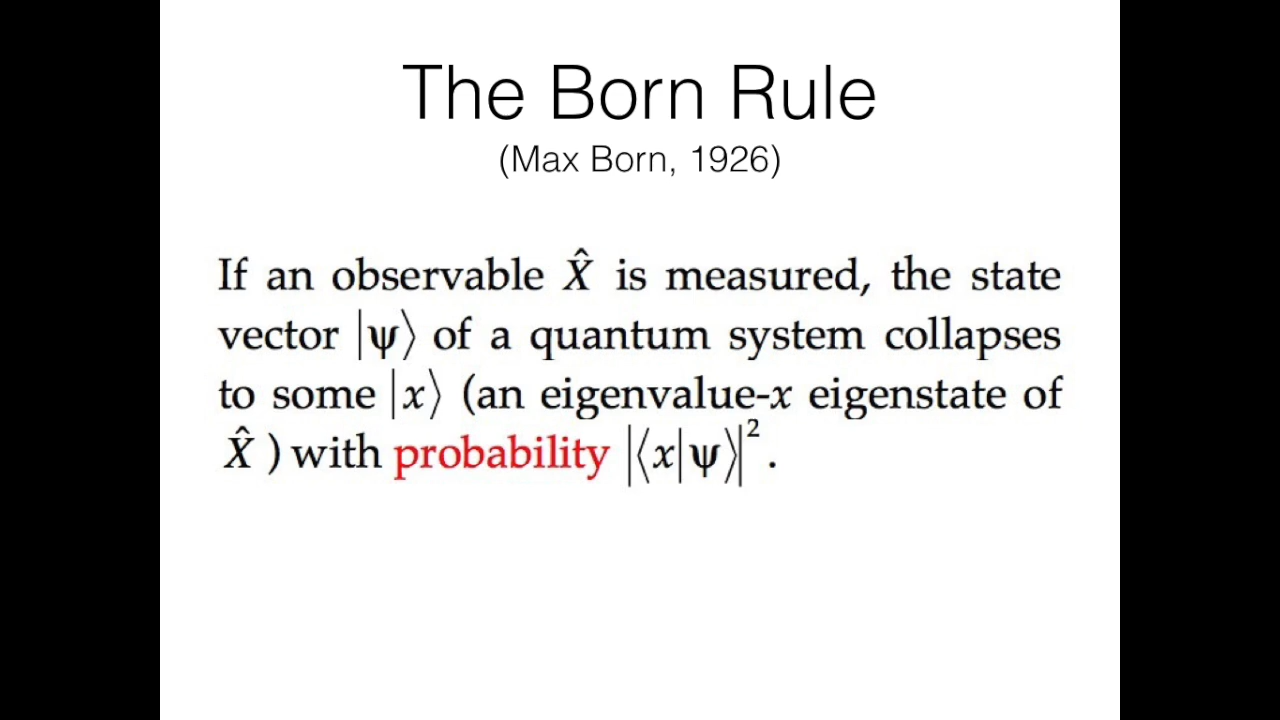 The Born Rule
(Max Born, 1926)
If an observable X̂ is measured, the state
vector |ψ⟩ of a quantum system collapses
to some |x⟩ (an eigenvalue-x eigenstate of
X̂ ) with probability |⟨x|ψ⟩|².